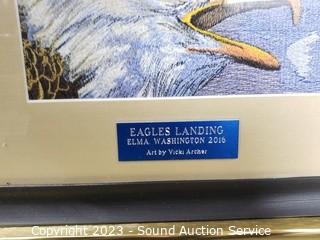 EAGLES LANDING
ELMA WASHINGTON 2016
Art by Vicki Archer
Copyright 2023 - Sound Auction Service